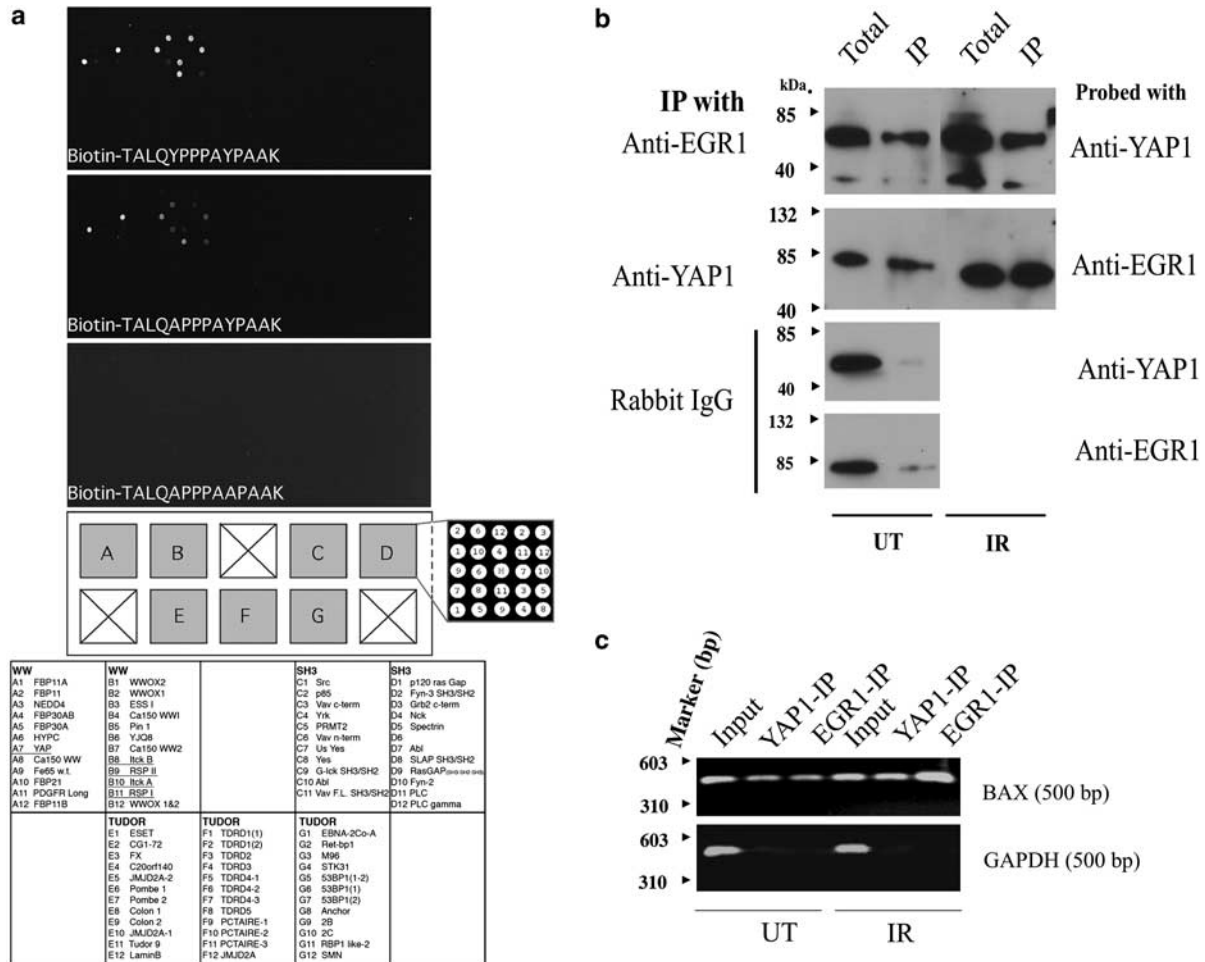 a
Biotin-TALQYPPPAYPAAK
Biotin-TALQAPPPAYPAAK
Biotin-TALQAPPPAAPAAK
A B C D
E F G
2 6 12 2 3
1 10 4 11 12
9 6 H 7 10
7 8 11 3 5
1 5 9 4 8
WW
A1 FBP11A
A2 FBP11
A3 NEDD4
A4 FBP30AB
A5 FBP30A
A6 HYPC
A7 YAP
A8 Ca150 WW
A9 Fe65 w.t.
A10 FBP21
A11 PDGFR Long
A12 FBP11B
WW
B1 WWOX2
B2 WWOX1
B3 ESS I
B4 Ca150 WWI
B5 Pin 1
B6 YJQ8
B7 Ca150 WW2
B8 Itck B
B9 RSP II
B10 Itck A
B11 RSP I
B12 WWOX 1&2
SH3
C1 Src
C2 p85
C3 Vav c-term
C4 Yrk
C5 PRMT2
C6 Vav n-term
C7 Us Yes
C8 Yes
C9 G-lck SH3/SH2
C10 Abl
C11 Vav F.L. SH3/SH2
SH3
D1 p120 ras Gap
D2 Fyn-3 SH3/SH2
D3 Grb2 c-term
D4 Nck
D5 Spectrin
D6
D7 Abl
D8 SLAP SH3/SH2
D9 RasGAP
D10 Fyn-2
D11 PLC
D12 PLC gamma
TUDOR
E1 ESET
E2 CG1-72
E3 FX
E4 C20orf140
E5 JMJD2A-2
E6 Pombe 1
E7 Pombe 2
E8 Colon 1
E9 Colon 2
E10 JMJD2A-1
E11 Tudor 9
E12 LaminB
TUDOR
F1 TDRD1(1)
F2 TDRD1(2)
F3 TDRD2
F4 TDRD3
F5 TDRD4-1
F6 TDRD4-2
F7 TDRD4-3
F8 TDRD5
F9 PCTAIRE-1
F10 PCTAIRE-2
F11 PCTAIRE-3
F12 JMJD2A
TUDOR
G1 EBNA-2Co-A
G2 Ret-bp1
G3 M96
G4 STK31
G5 53BP1(1-2)
G6 53BP1(1)
G7 53BP1(2)
G8 Anchor
G9 2B
G10 2C
G11 RBP1 like-2
G12 SMN
b
Total IP Total IP
kDa.
IP with
Probed with
85
Anti-EGR1
Anti-YAP1
40
132
85
Anti-YAP1
Anti-EGR1
40
85
Anti-YAP1
40
Rabbit IgG
132
Anti-EGR1
85
UT IR
c
Marker (bp) Input YAP1-IP EGR1-IP Input YAP1-IP EGR1-IP
603
BAX (500 bp)
310
603
GAPDH (500 bp)
310
UT IR